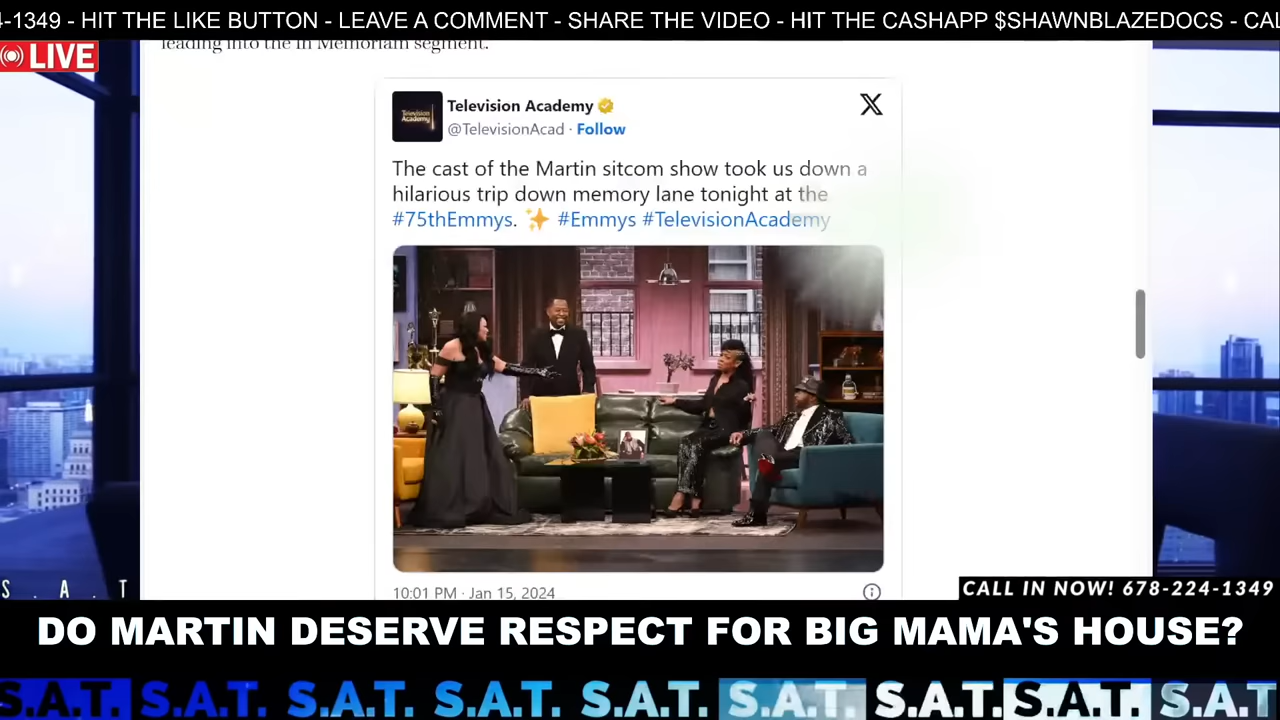 4-1349 - HIT THE LIKE BUTTON - LEAVE A COMMENT - SHARE THE VIDEO - HIT THE CASHAPP $SHAWNBLAZEDOCS - CAL
leading into the In Memoriam segment.
LIVE
Television Academy
Television Academy
@TelevisionAcad · Follow
The cast of the Martin sitcom show took us down a
hilarious trip down memory lane tonight at the
#75thEmmys. ✨ #Emmys #TelevisionAcademy
10:01 PM · Jan 15, 2024
S . A . T
CALL IN NOW! 678-224-1349
DO MARTIN DESERVE RESPECT FOR BIG MAMA'S HOUSE?
S.A.T. S.A.T. S.A.T. S.A.T. S.A.T. S.A.T. S.A.T. S.A.T. S.A.T